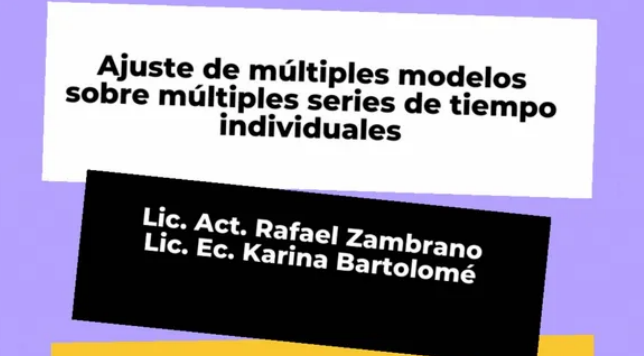 Ajuste de múltiples modelos
sobre múltiples series de tiempo
individuales
Lic. Act. Rafael Zambrano
Lic. Ec. Karina Bartolomé